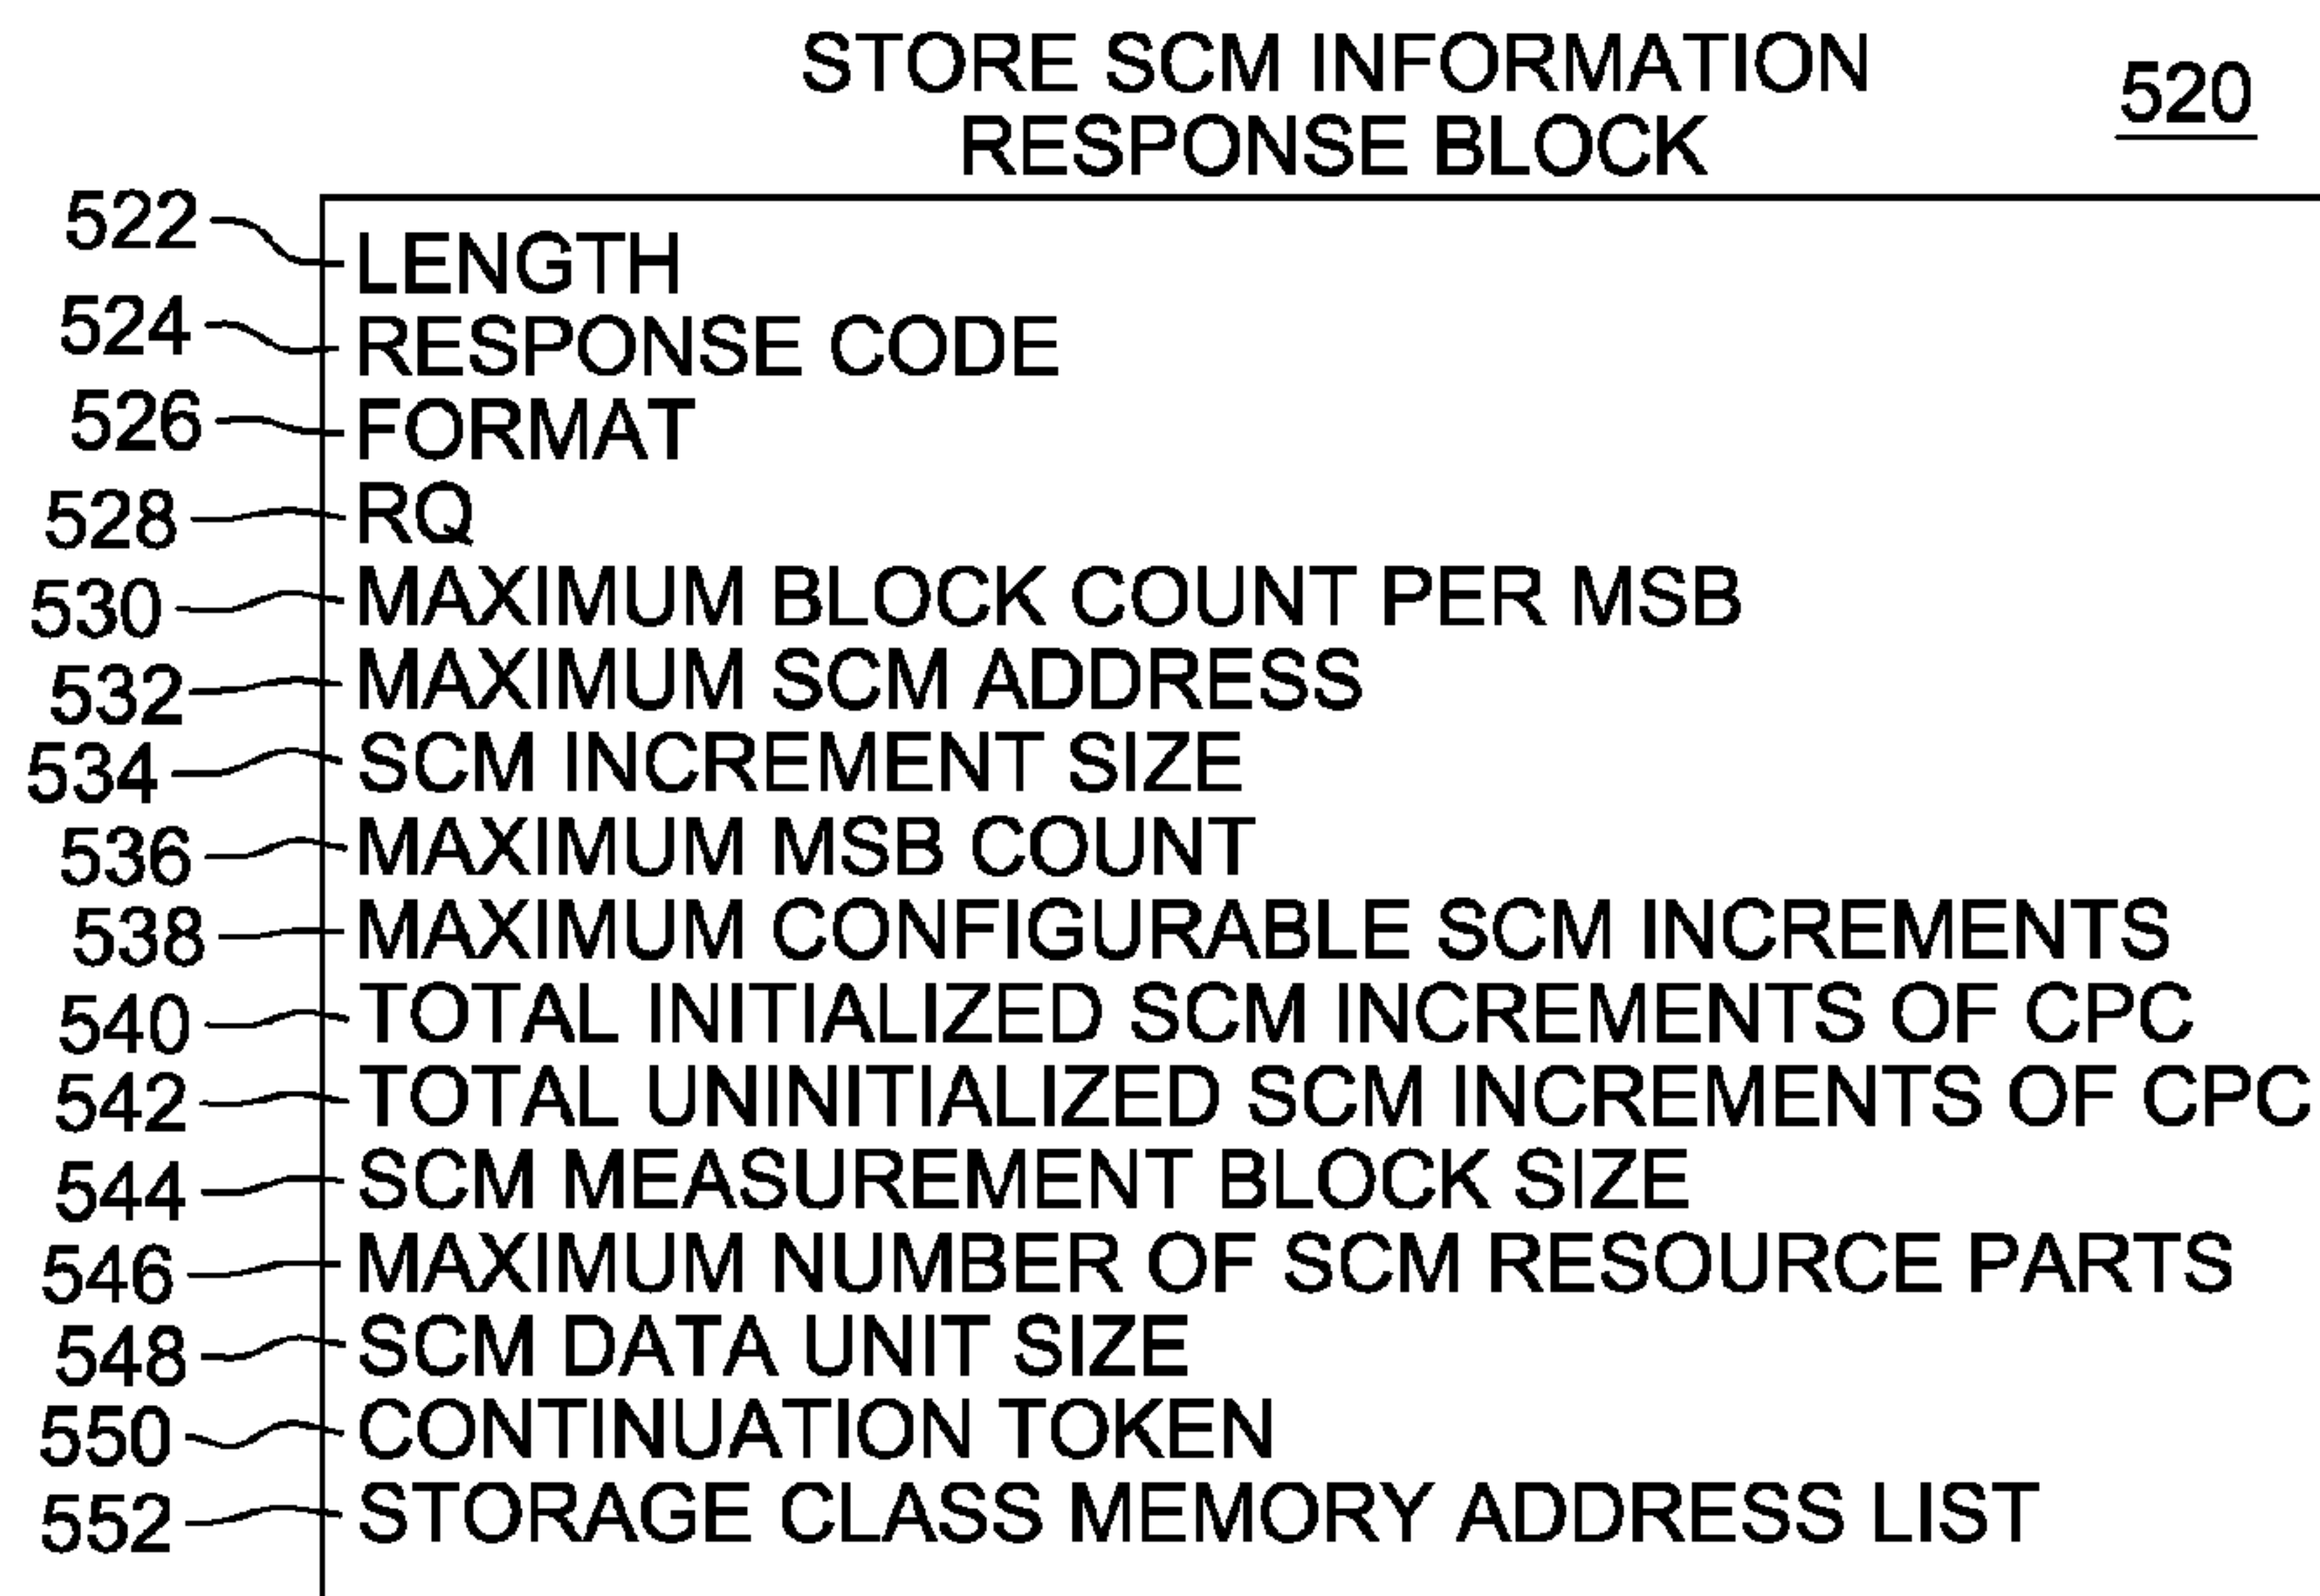 STORE SCM INFORMATION
RESPONSE BLOCK 520
522 LENGTH
524 RESPONSE CODE
526 FORMAT
528 RQ
530 MAXIMUM BLOCK COUNT PER MSB
532 MAXIMUM SCM ADDRESS
534 SCM INCREMENT SIZE
536 MAXIMUM MSB COUNT
538 MAXIMUM CONFIGURABLE SCM INCREMENTS
540 TOTAL INITIALIZED SCM INCREMENTS OF CPC
542 TOTAL UNINITIALIZED SCM INCREMENTS OF CPC
544 SCM MEASUREMENT BLOCK SIZE
546 MAXIMUM NUMBER OF SCM RESOURCE PARTS
548 SCM DATA UNIT SIZE
550 CONTINUATION TOKEN
552 STORAGE CLASS MEMORY ADDRESS LIST